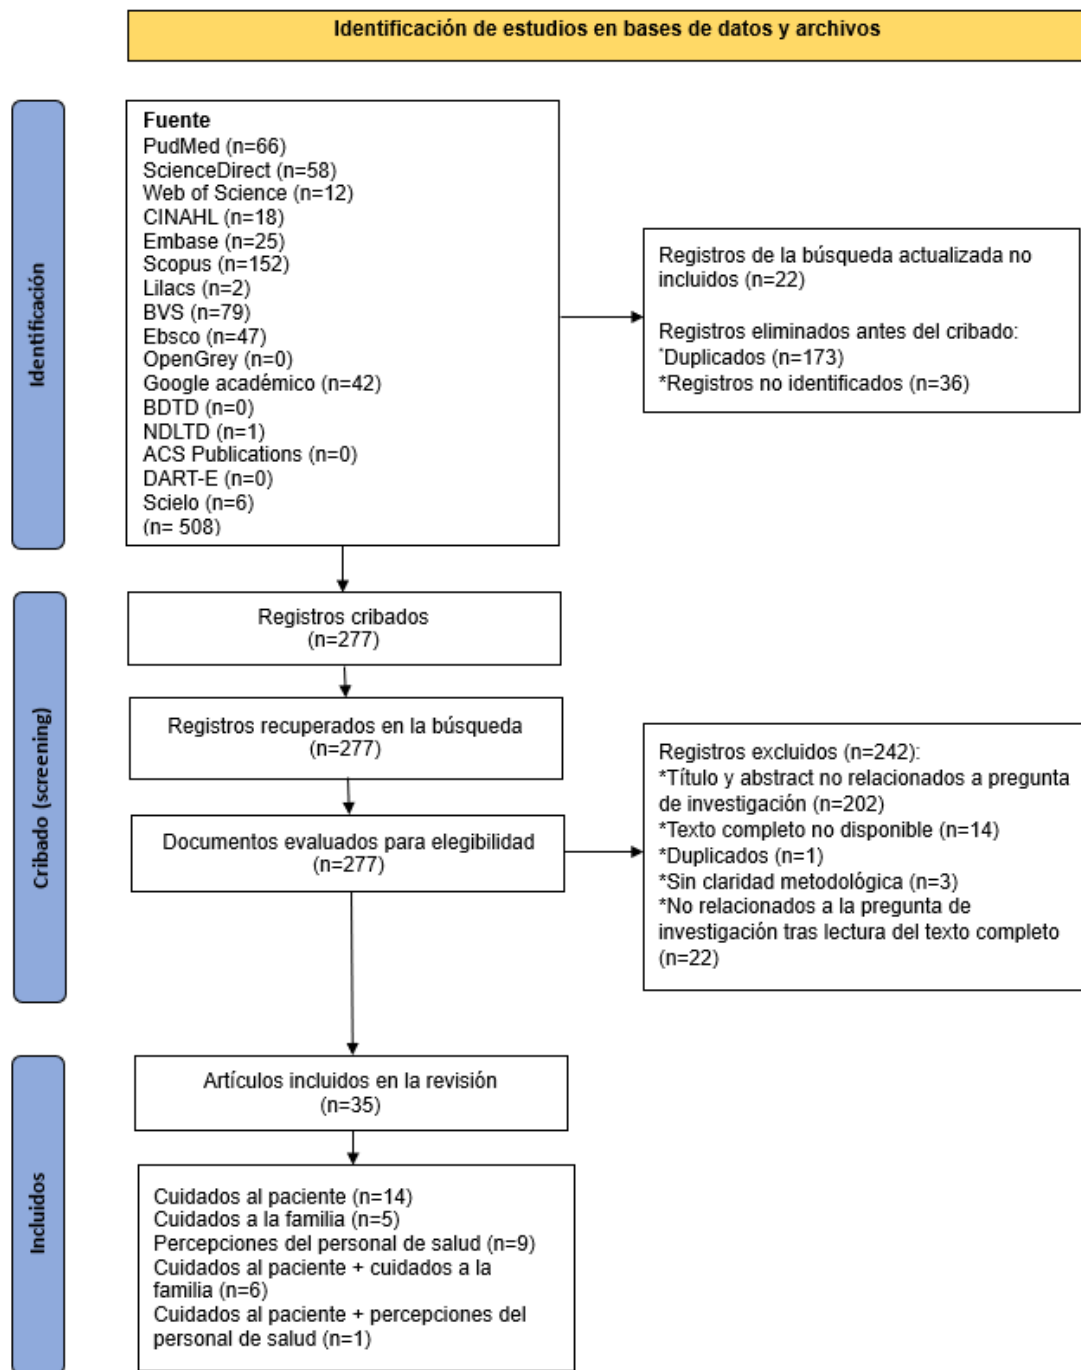 Identificación de estudios en bases de datos y archivos
Identificación
Fuente
PudMed (n=66)
ScienceDirect (n=58)
Web of Science (n=12)
CINAHL (n=18)
Embase (n=25)
Scopus (n=152)
Lilacs (n=2)
BVS (n=79)
Ebsco (n=47)
OpenGrey (n=0)
Google académico (n=42)
BDTD (n=0)
NDLTD (n=1)
ACS Publications (n=0)
DART-E (n=0)
Scielo (n=6)
(n= 508)
Registros de la búsqueda actualizada no
incluidos (n=22)
Registros eliminados antes del cribado:
*Duplicados (n=173)
*Registros no identificados (n=36)
Cribado (screening)
Registros cribados
(n=277)
Registros recuperados en la búsqueda
(n=277)
Documentos evaluados para elegibilidad
(n=277)
Registros excluidos (n=242):
*Título y abstract no relacionados a pregunta
de investigación (n=202)
*Texto completo no disponible (n=14)
*Duplicados (n=1)
*Sin claridad metodológica (n=3)
*No relacionados a la pregunta de
investigación tras lectura del texto completo
(n=22)
Incluidos
Artículos incluidos en la revisión
(n=35)
Cuidados al paciente (n=14)
Cuidados a la familia (n=5)
Percepciones del personal de salud (n=9)
Cuidados al paciente + cuidados a la
familia (n=6)
Cuidados al paciente + percepciones del
personal de salud (n=1)